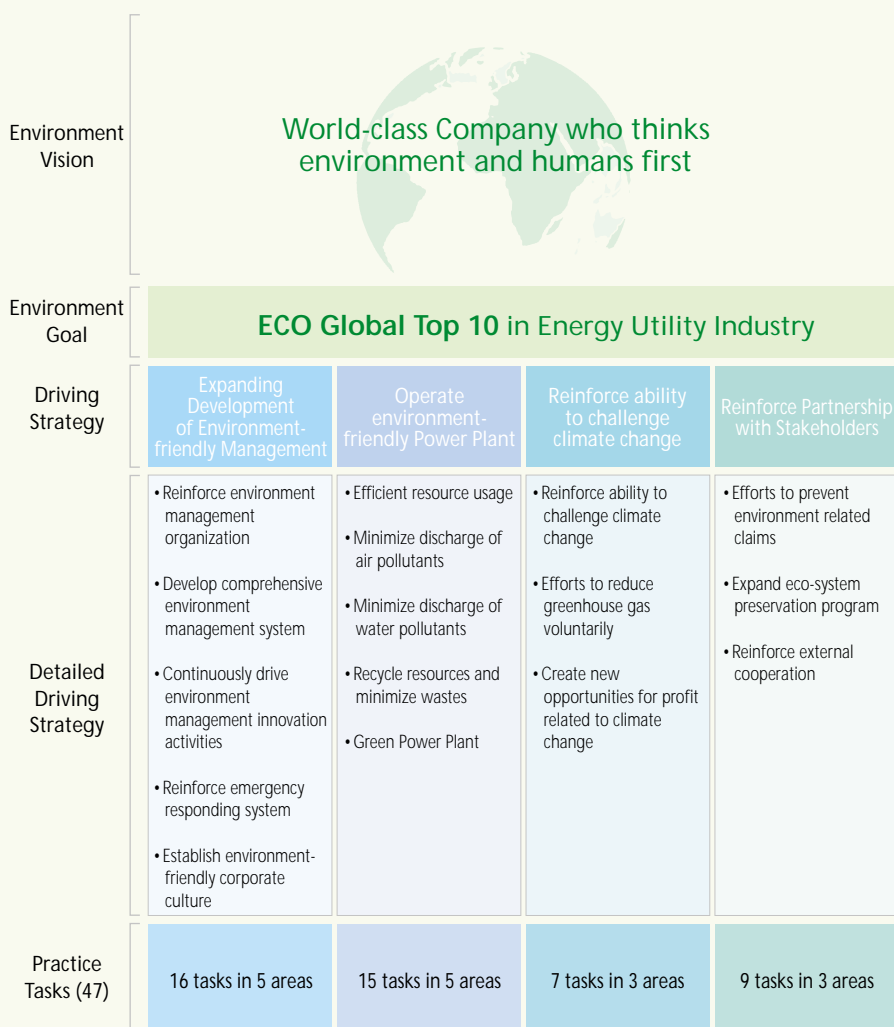 Environment
Vision
World-class Company who thinks
environment and humans first
Environment
Goal
ECO Global Top 10 in Energy Utility Industry
Driving
Strategy
Expanding
Development
of Environment-
friendly Management
Operate
environment-
friendly Power Plant
Reinforce ability
to challenge
climate change
Reinforce Partnership
with Stakeholders
Detailed
Driving
Strategy
• Reinforce environment
management
organization
• Develop comprehensive
environment
management system
• Continuously drive
environment
management innovation
activities
• Reinforce emergency
responding system
• Establish environment-
friendly corporate
culture
• Efficient resource usage
• Minimize discharge of
air pollutants
• Minimize discharge of
water pollutants
• Recycle resources and
minimize wastes
• Green Power Plant
• Reinforce ability to
challenge climate
change
• Efforts to reduce
greenhouse gas
voluntarily
• Create new
opportunities for profit
related to climate
change
• Efforts to prevent
environment related
claims
• Expand eco-system
preservation program
• Reinforce external
cooperation
Practice
Tasks (47)
16 tasks in 5 areas
15 tasks in 5 areas
7 tasks in 3 areas
9 tasks in 3 areas